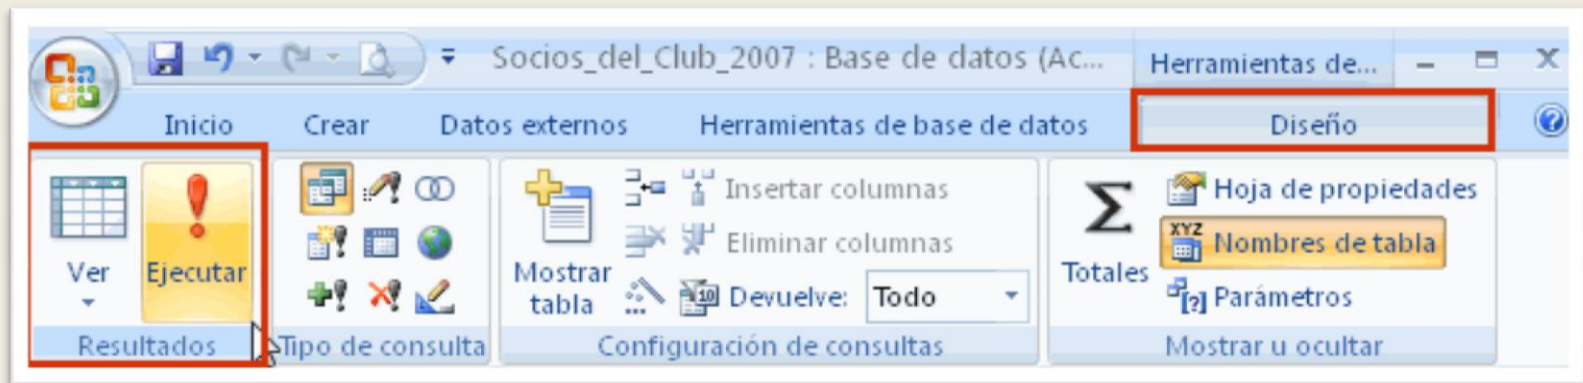 Socios_del_Club_2007 : Base de datos (Ac... Herramientas de...
Inicio Crear Datos externos Herramientas de base de datos Diseño
Ver Ejecutar
Resultados
Tipo de consulta
Mostrar tabla
Insertar columnas
Eliminar columnas
Devuelve: Todo
Configuración de consultas
Totales
Hoja de propiedades
XYZ Nombres de tabla
[?] Parámetros
Mostrar u ocultar